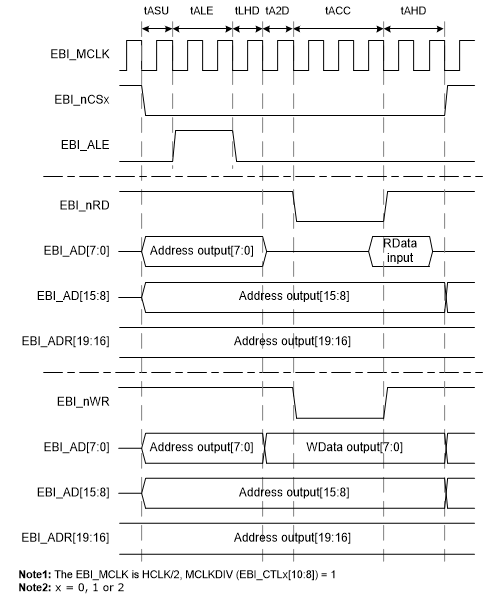 tASU tALE tLHD tA2D tACC tAHD
EBI_MCLK
EBI_nCSx
EBI_ALE
EBI_nRD
EBI_AD[7:0] Address output[7:0] RData input
EBI_AD[15:8] Address output[15:8]
EBI_ADR[19:16] Address output[19:16]
EBI_nWR
EBI_AD[7:0] Address output[7:0] WData output[7:0]
EBI_AD[15:8] Address output[15:8]
EBI_ADR[19:16] Address output[19:16]
Note1: The EBI_MCLK is HCLK/2, MCLKDIV (EBI_CTLx[10:8]) = 1
Note2: x = 0, 1 or 2